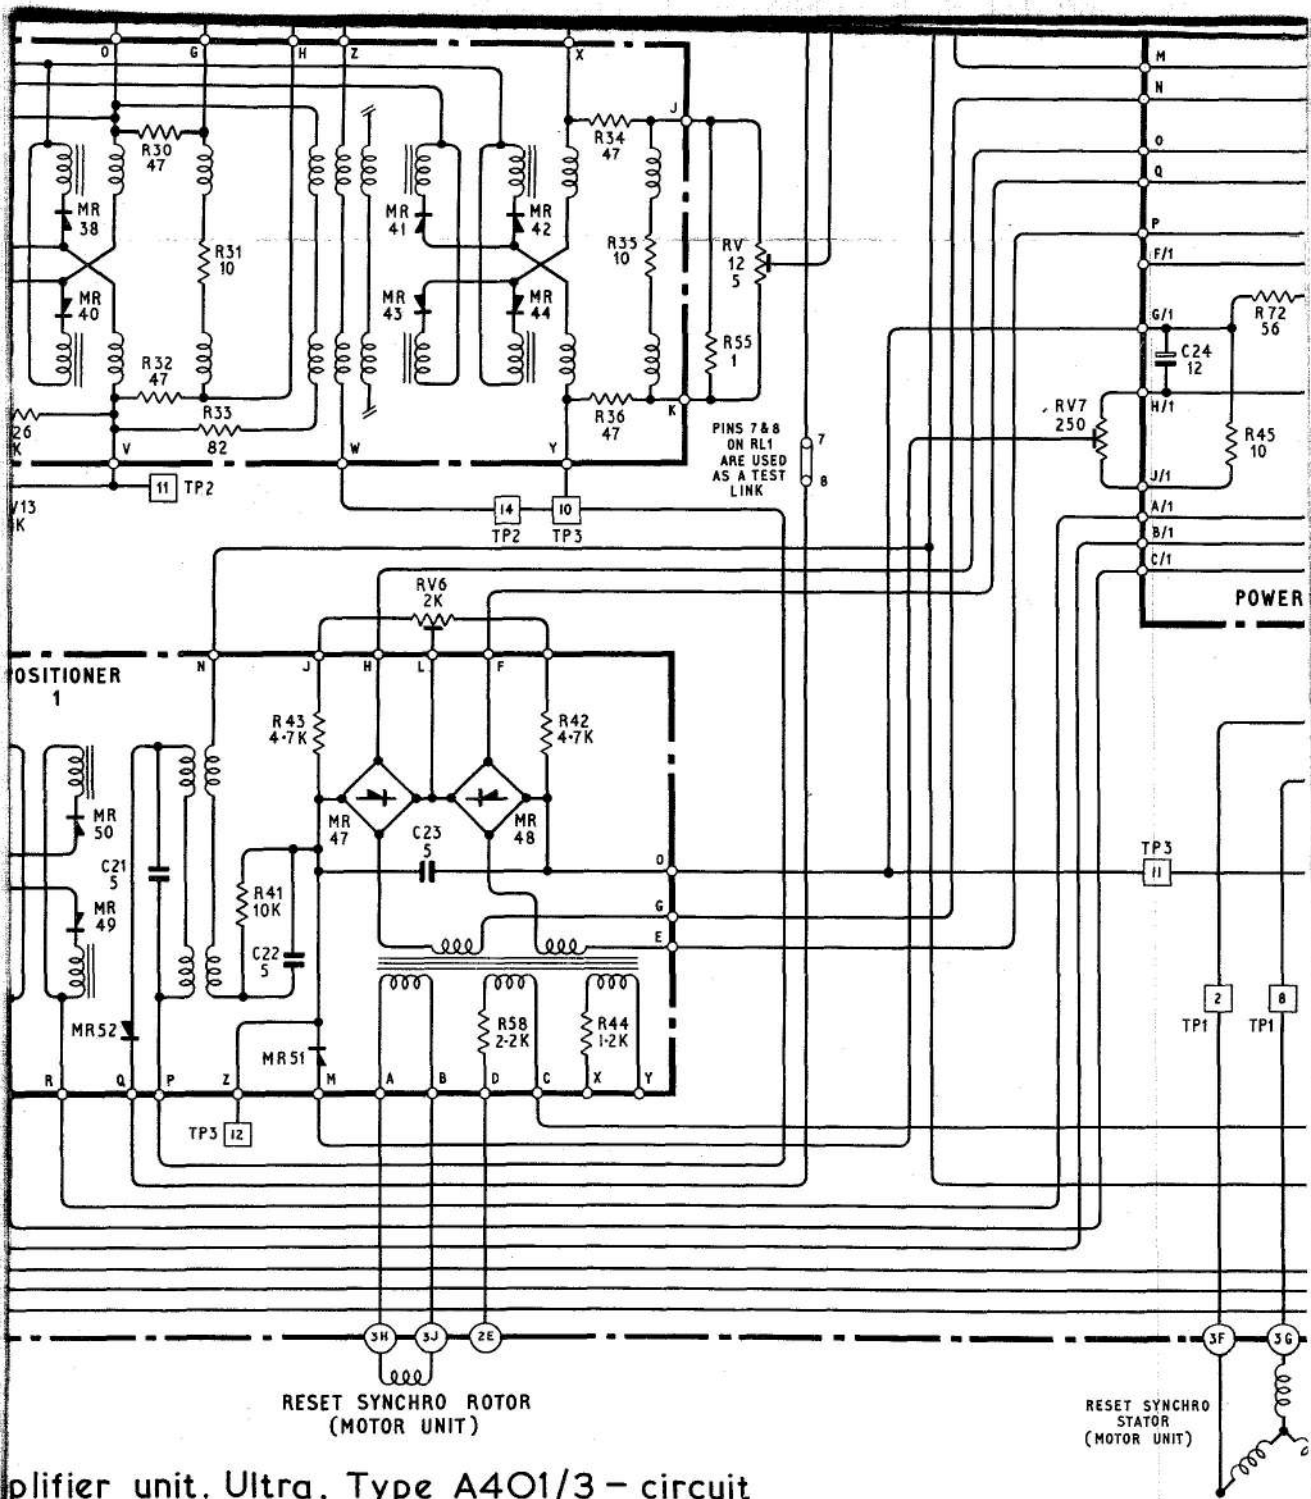 O G H Z X
M
N
O
Q
P
F/1
G/1
H/1
J/1
A/1
B/1
C/1
J
R30
47
R34
47
MR
38
MR
41
MR
42
R31
10
R35
10
RV
12
5
MR
40
MR
43
MR
44
R55
1
R72
56
C24
12
R32
47
R33
82
R36
47
K
RV7
250
R45
10
26
K
V W Y
PINS 7&8
ON RL1
ARE USED
AS A TEST
LINK
7
8
11 TP2
V13
K
14
TP2
10
TP3
POWER
RV6
2K
N J H L F
OSITIONER
1
R43
4·7K
R42
4·7K
MR
50
MR
49
C21
5
MR
47
MR
48
C23
5
R41
10K
C22
5
O
G
E
TP3
11
MR52
MR51
R58
2·2K
R44
1·2K
2
TP1
8
TP1
R Q P Z M A B D C X Y
TP3 12
3H 3J 2E 3F 3G
RESET SYNCHRO ROTOR
(MOTOR UNIT)
RESET SYNCHRO
STATOR
(MOTOR UNIT)
plifier unit, Ultra, Type A401/3 – circuit